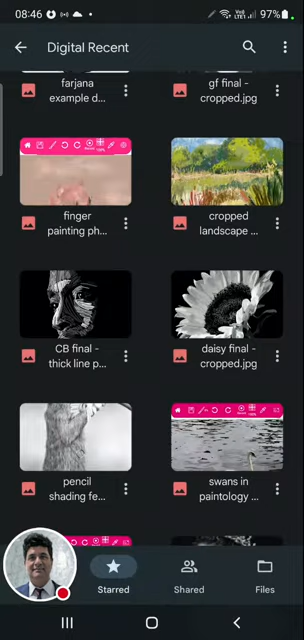 08:46
97%
Digital Recent
farjana
example d...
gf final -
cropped.jpg
finger
painting ph...
cropped
landscape ...
CB final -
thick line p...
daisy final -
cropped.jpg
pencil
shading fe...
swans in
paintology ...
Starred
Shared
Files